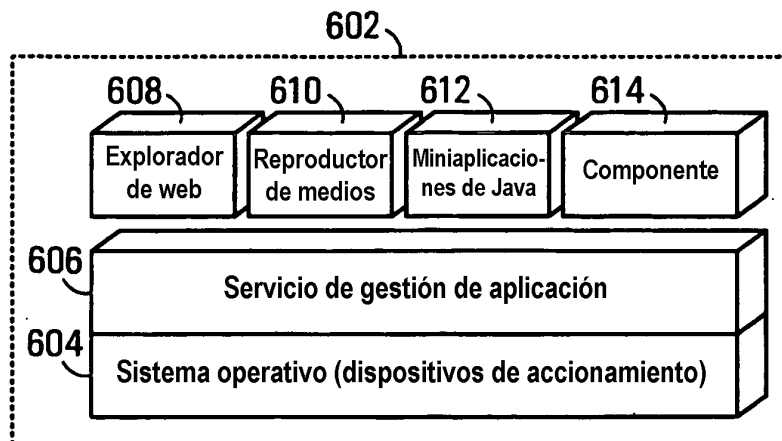 602
608 610 612 614
Explorador Reproductor Miniaplicacio- Componente
de web de medios nes de Java
606
Servicio de gestión de aplicación
604
Sistema operativo (dispositivos de accionamiento)